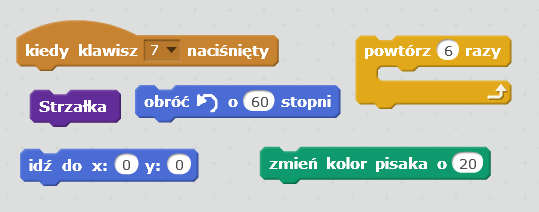 kiedy klawisz 7 naciśnięty
powtórz 6 razy
Strzałka
obróć o 60 stopni
idź do x: 0 y: 0
zmień kolor pisaka o 20